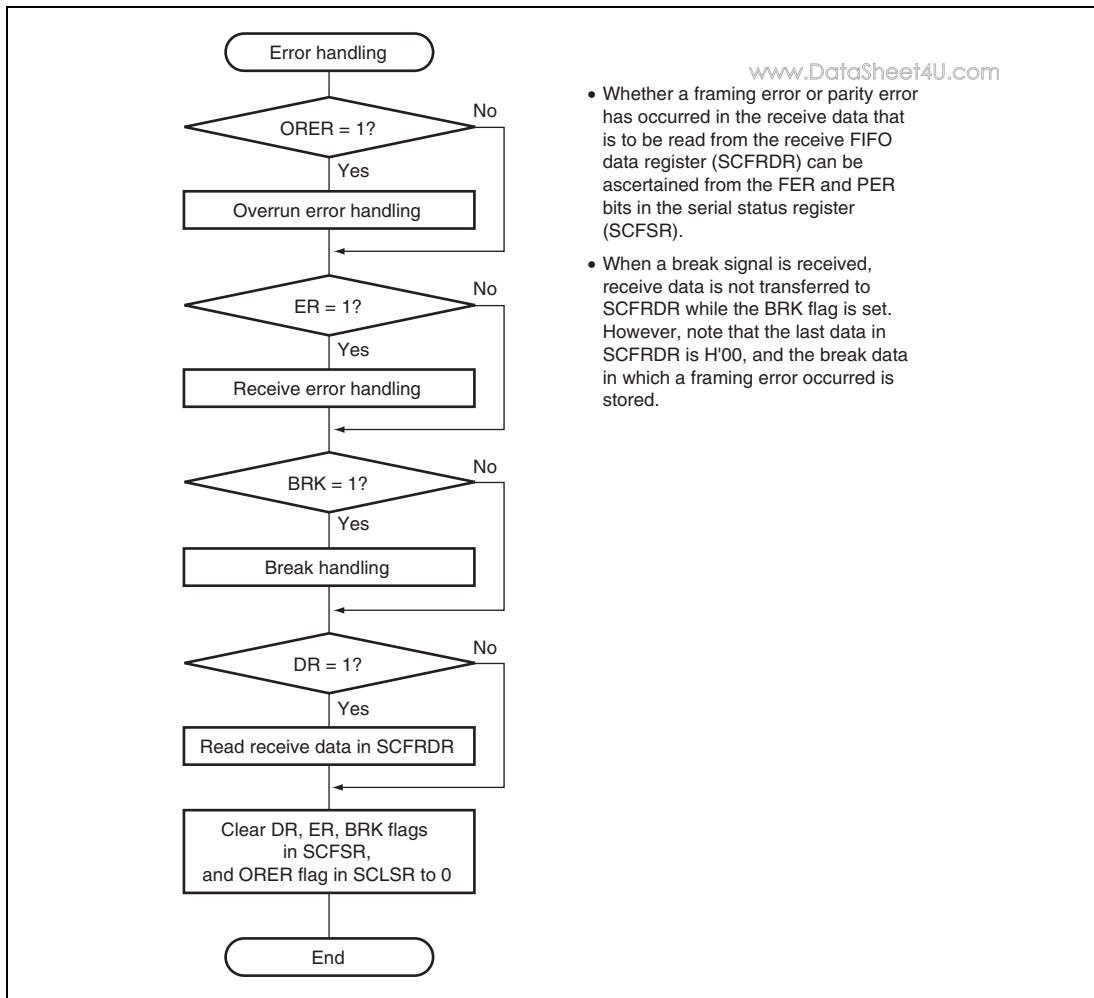 Error handling
www.DataSheet4U.com
No
ORER = 1?
Yes
Overrun error handling
No
ER = 1?
Yes
Receive error handling
No
BRK = 1?
Yes
Break handling
No
DR = 1?
Yes
Read receive data in SCFRDR
Clear DR, ER, BRK flags
in SCFSR,
and ORER flag in SCLSR to 0
End
• Whether a framing error or parity error
has occurred in the receive data that
is to be read from the receive FIFO
data register (SCFRDR) can be
ascertained from the FER and PER
bits in the serial status register
(SCFSR).
• When a break signal is received,
receive data is not transferred to
SCFRDR while the BRK flag is set.
However, note that the last data in
SCFRDR is H'00, and the break data
in which a framing error occurred is
stored.